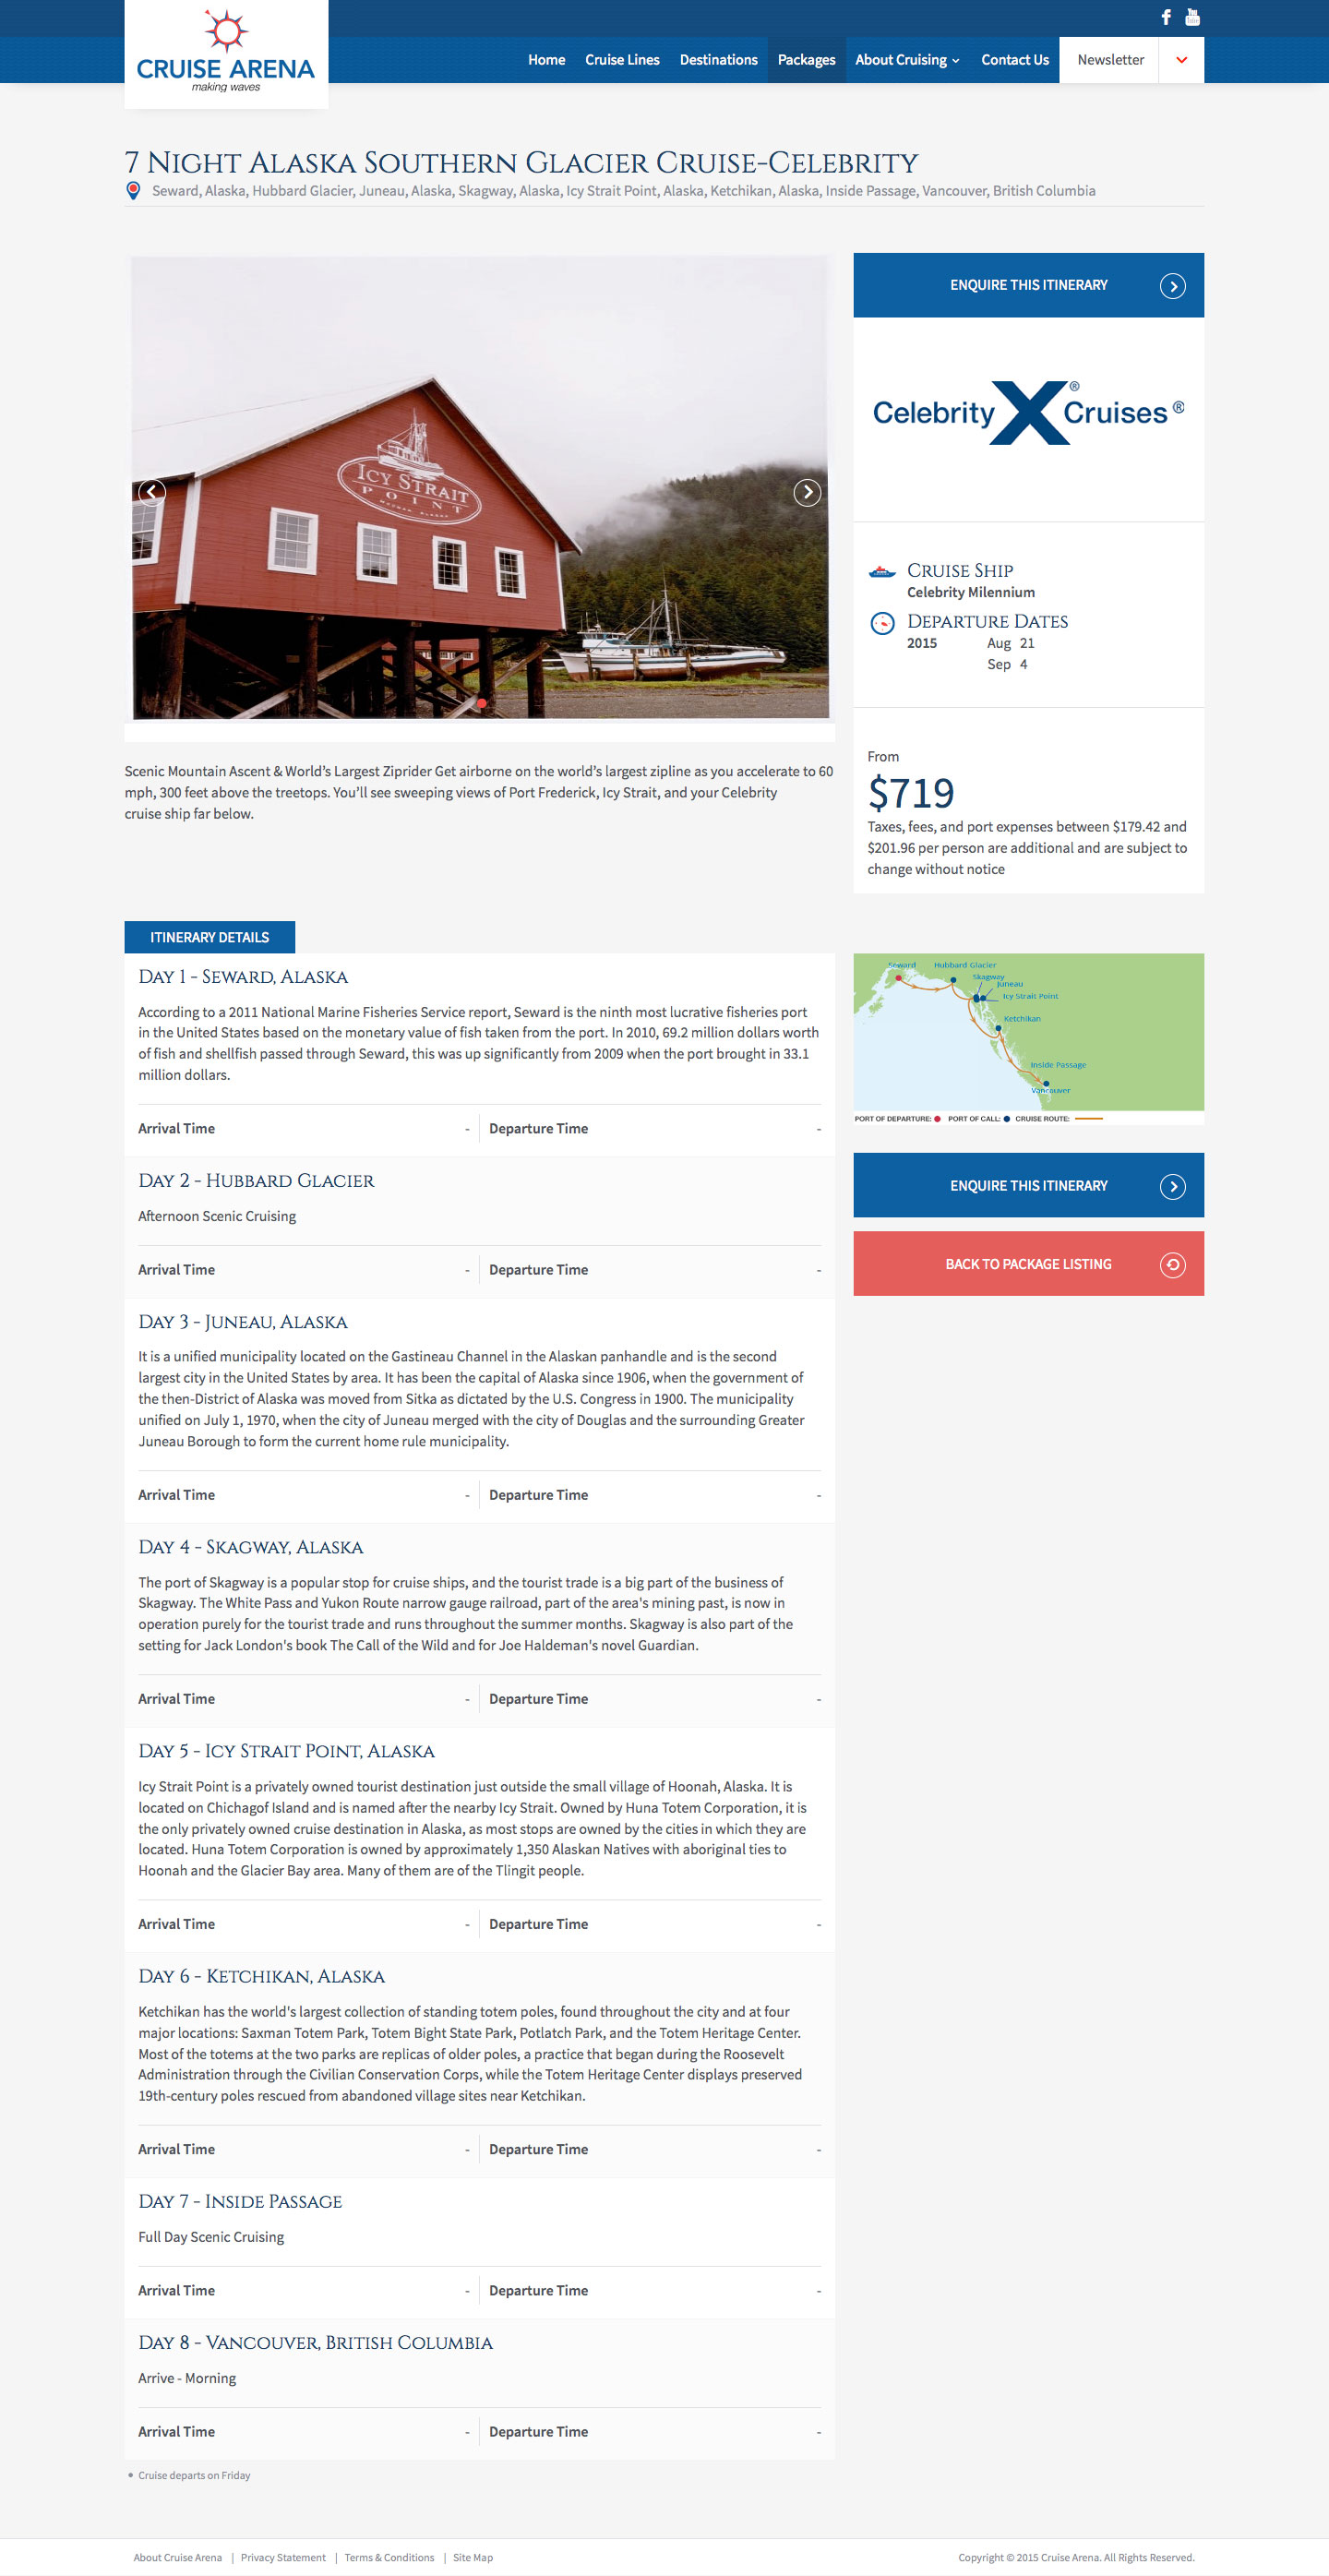 CRUISE ARENA
making waves
Home Cruise Lines Destinations Packages About Cruising Contact Us Newsletter
7 Night Alaska Southern Glacier Cruise-Celebrity
Seward, Alaska, Hubbard Glacier, Juneau, Alaska, Skagway, Alaska, Icy Strait Point, Alaska, Ketchikan, Alaska, Inside Passage, Vancouver, British Columbia
ICY STRAIT
POINT
ENQUIRE THIS ITINERARY
Celebrity X Cruises
Cruise Ship
Celebrity Milennium
Departure Dates
2015 Aug 21
Sep 4
From
$719
Taxes, fees, and port expenses between $179.42 and
$201.96 per person are additional and are subject to
change without notice
Scenic Mountain Ascent & World’s Largest Ziprider Get airborne on the world’s largest zipline as you accelerate to 60
mph, 300 feet above the treetops. You’ll see sweeping views of Port Frederick, Icy Strait, and your Celebrity
cruise ship far below.
ITINERARY DETAILS
Day 1 - Seward, Alaska
According to a 2011 National Marine Fisheries Service report, Seward is the ninth most lucrative fisheries port
in the United States based on the monetary value of fish taken from the port. In 2010, 69.2 million dollars worth
of fish and shellfish passed through Seward, this was up significantly from 2009 when the port brought in 33.1
million dollars.
Arrival Time - Departure Time -
Day 2 - Hubbard Glacier
Afternoon Scenic Cruising
Arrival Time - Departure Time -
Day 3 - Juneau, Alaska
It is a unified municipality located on the Gastineau Channel in the Alaskan panhandle and is the second
largest city in the United States by area. It has been the capital of Alaska since 1906, when the government of
the then-District of Alaska was moved from Sitka as dictated by the U.S. Congress in 1900. The municipality
unified on July 1, 1970, when the city of Juneau merged with the city of Douglas and the surrounding Greater
Juneau Borough to form the current home rule municipality.
Arrival Time - Departure Time -
Day 4 - Skagway, Alaska
The port of Skagway is a popular stop for cruise ships, and the tourist trade is a big part of the business of
Skagway. The White Pass and Yukon Route narrow gauge railroad, part of the area's mining past, is now in
operation purely for the tourist trade and runs throughout the summer months. Skagway is also part of the
setting for Jack London's book The Call of the Wild and for Joe Haldeman's novel Guardian.
Arrival Time - Departure Time -
Day 5 - Icy Strait Point, Alaska
Icy Strait Point is a privately owned tourist destination just outside the small village of Hoonah, Alaska. It is
located on Chichagof Island and is named after the nearby Icy Strait. Owned by Huna Totem Corporation, it is
the only privately owned cruise destination in Alaska, as most stops are owned by the cities in which they are
located. Huna Totem Corporation is owned by approximately 1,350 Alaskan Natives with aboriginal ties to
Hoonah and the Glacier Bay area. Many of them are of the Tlingit people.
Arrival Time - Departure Time -
Day 6 - Ketchikan, Alaska
Ketchikan has the world's largest collection of standing totem poles, found throughout the city and at four
major locations: Saxman Totem Park, Totem Bight State Park, Potlatch Park, and the Totem Heritage Center.
Most of the totems at the two parks are replicas of older poles, a practice that began during the Roosevelt
Administration through the Civilian Conservation Corps, while the Totem Heritage Center displays preserved
19th-century poles rescued from abandoned village sites near Ketchikan.
Arrival Time - Departure Time -
Day 7 - Inside Passage
Full Day Scenic Cruising
Arrival Time - Departure Time -
Day 8 - Vancouver, British Columbia
Arrive - Morning
Arrival Time - Departure Time -
Cruise departs on Friday
Seward Hubbard Glacier
Skagway
Juneau
Icy Strait Point
Ketchikan
Inside Passage
Vancouver
PORT OF DEPARTURE: PORT OF CALL: CRUISE ROUTE:
ENQUIRE THIS ITINERARY
BACK TO PACKAGE LISTING
About Cruise Arena | Privacy Statement | Terms & Conditions | Site Map
Copyright © 2015 Cruise Arena. All Rights Reserved.